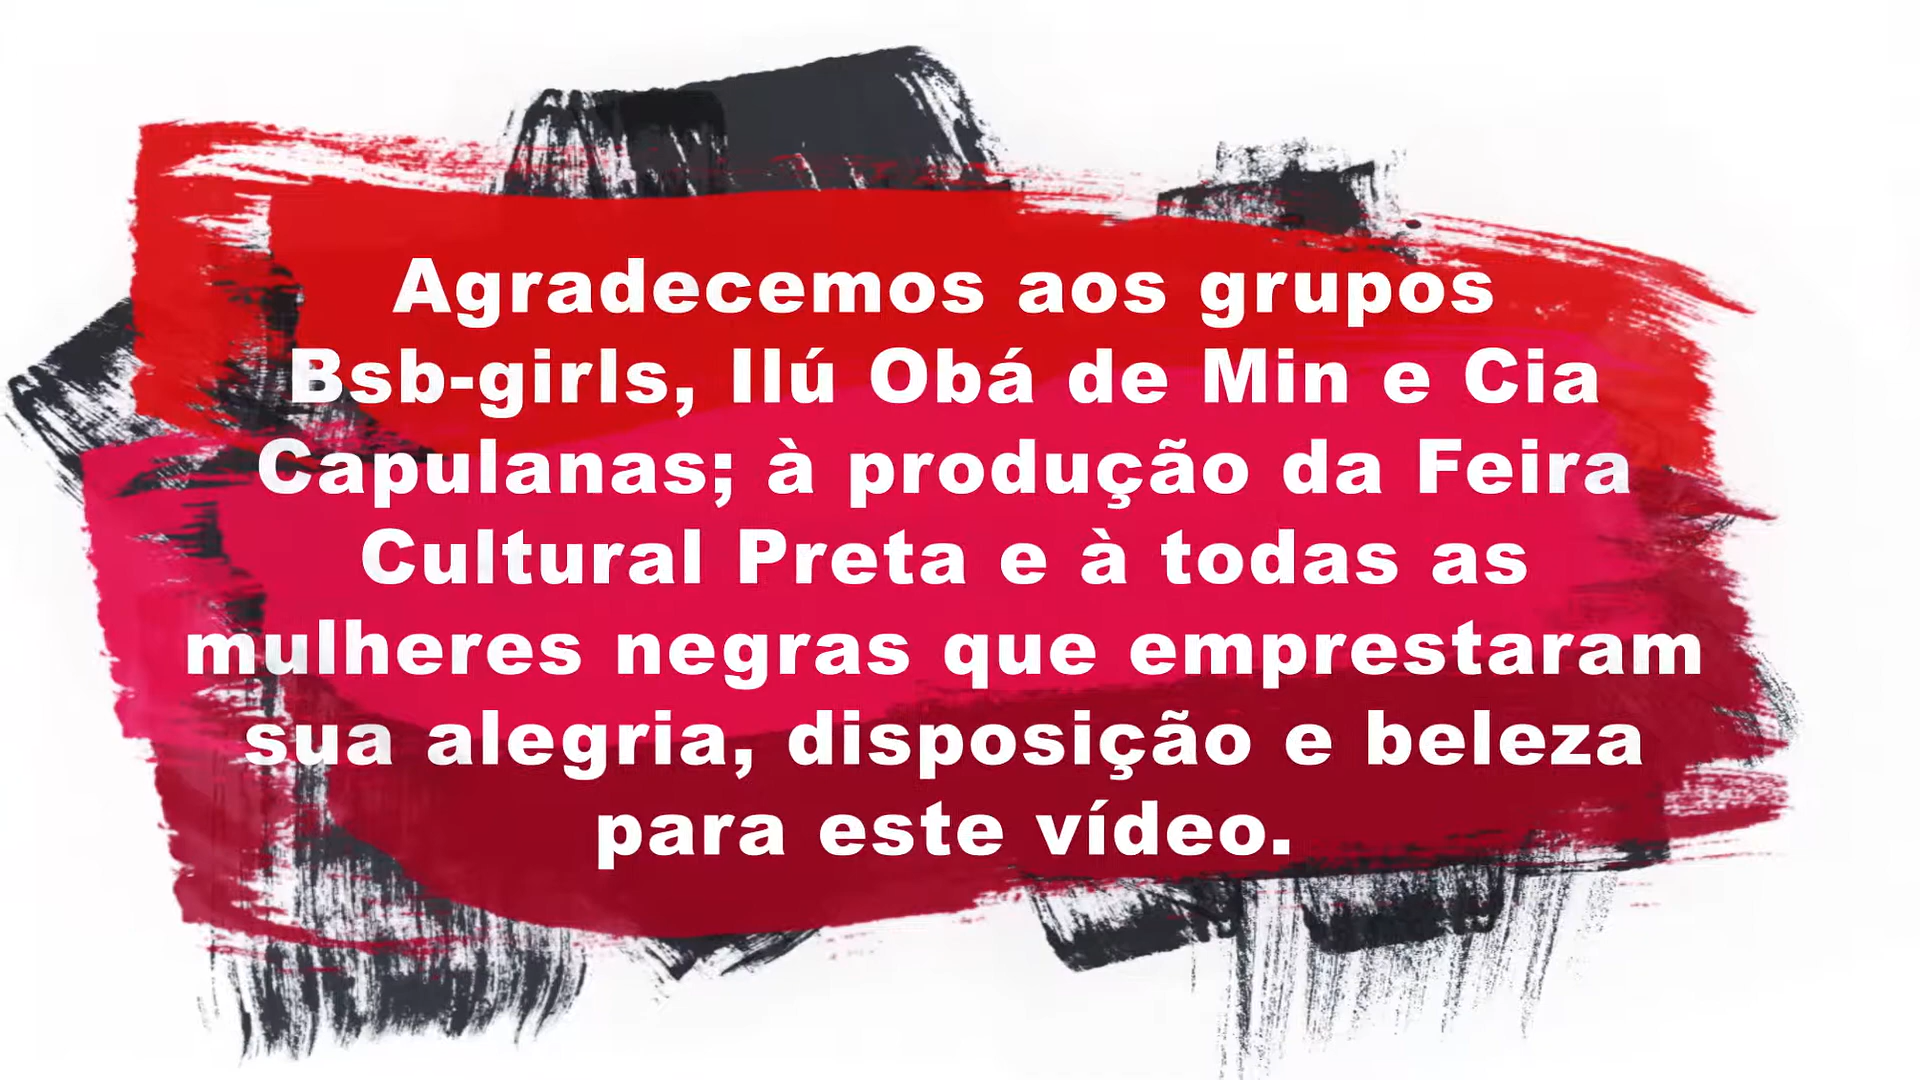 Agradecemos aos grupos
Bsb-girls, Ilú Obá de Min e Cia
Capulanas; à produção da Feira
Cultural Preta e à todas as
mulheres negras que emprestaram
sua alegria, disposição e beleza
para este vídeo.